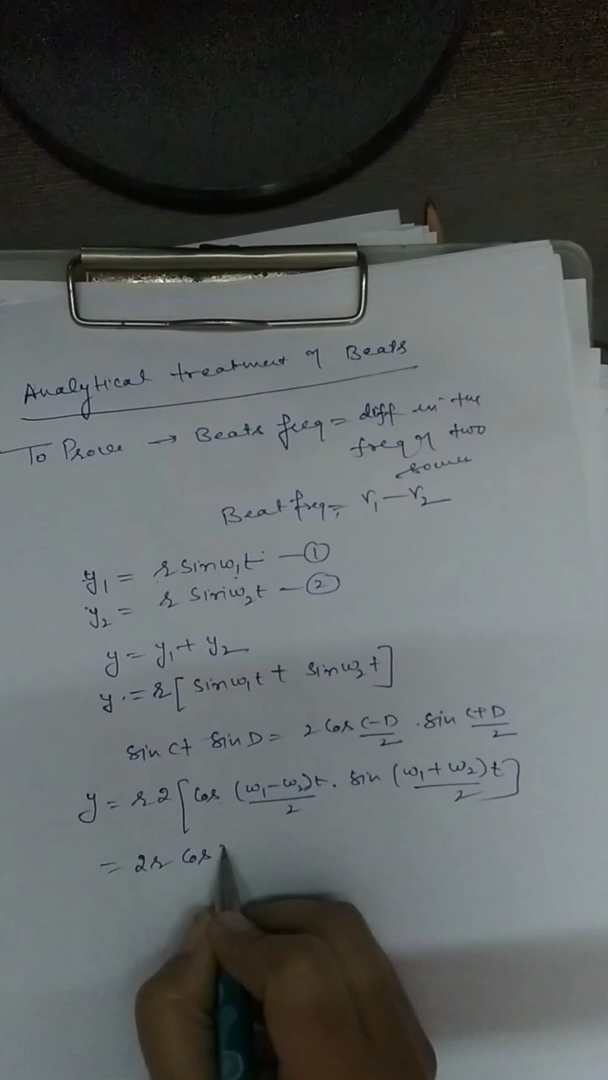 Analytical treatment of Beats
To Prove → Beats freq = diff in the
freq of two
Beat freq = ν₁ - ν₂
y₁ = r sin ω₁t - ①
y₂ = r sin ω₂t - ②
y = y₁ + y₂
y = r [ sin ω₁t + sin ω₂t ]
sin C + sin D = 2 cos (C-D)/2 . sin (C+D)/2
y = r 2 [ cos (ω₁-ω₂)t/2 . sin (ω₁+ω₂)t/2 ]
= 2r cos